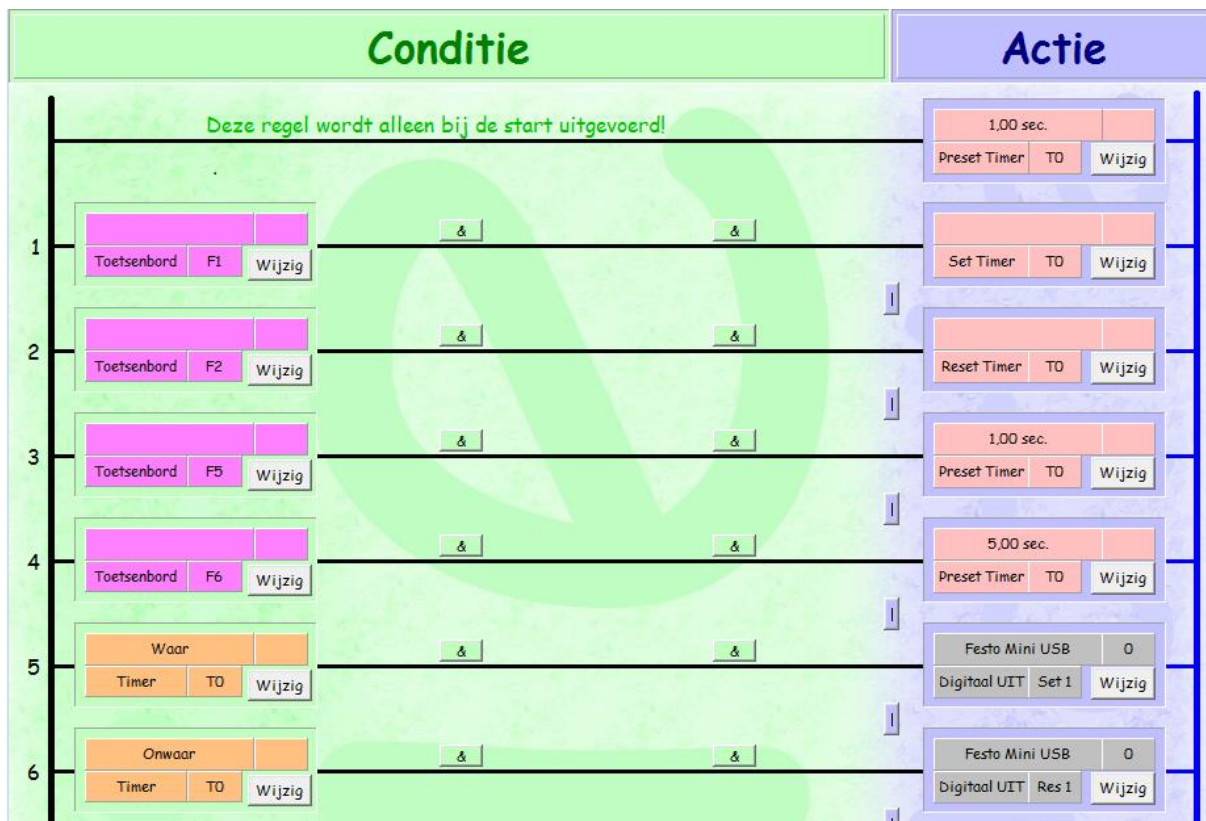 Conditie Actie
Deze regel wordt alleen bij de start uitgevoerd!
1,00 sec.
Preset Timer T0 Wijzig
1 & &
Toetsenbord F1 Wijzig Set Timer T0 Wijzig
|
2 & &
Toetsenbord F2 Wijzig Reset Timer T0 Wijzig
|
3 & & 1,00 sec.
Toetsenbord F5 Wijzig Preset Timer T0 Wijzig
|
4 & & 5,00 sec.
Toetsenbord F6 Wijzig Preset Timer T0 Wijzig
|
Waar & & Festo Mini USB 0
5 Timer T0 Wijzig Digitaal UIT Set 1 Wijzig
|
Onwaar & & Festo Mini USB 0
6 Timer T0 Wijzig Digitaal UIT Res 1 Wijzig
|